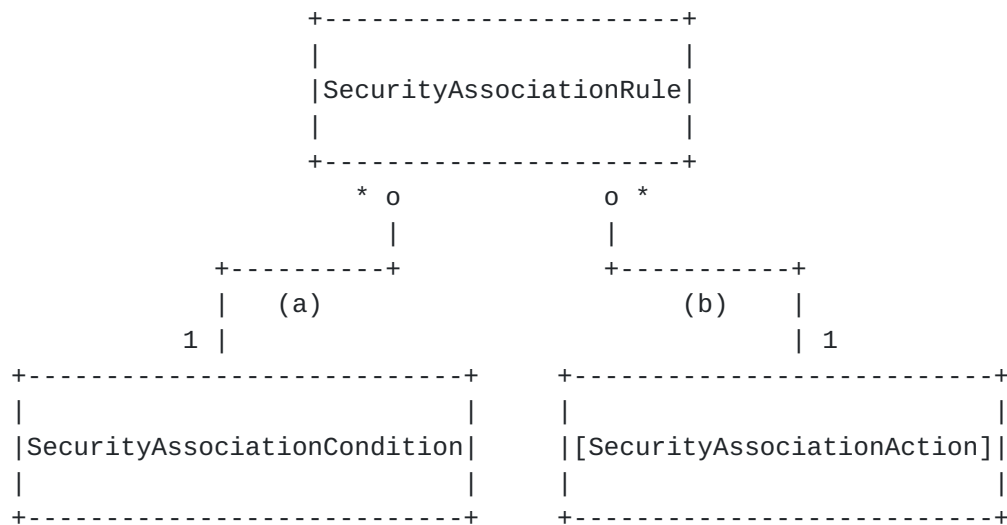 +-----------------------+
|                       |
|SecurityAssociationRule|
|                       |
+-----------------------+
* o             o *
|             |
+----------+             +-----------+
|   (a)                       (b)    |
1 |                                    | 1
+----------------------------+     +---------------------------+
|                            |     |                           |
|SecurityAssociationCondition|     |[SecurityAssociationAction]|
|                            |     |                           |
+----------------------------+     +---------------------------+